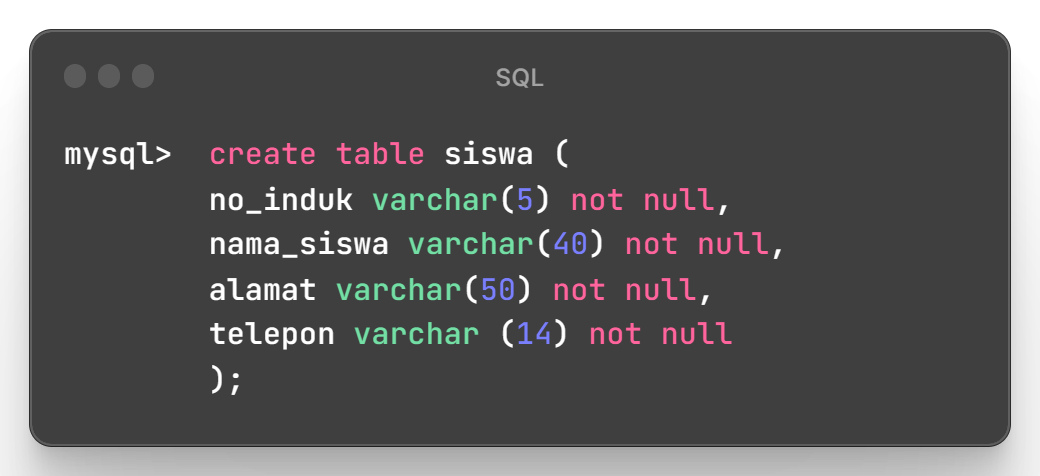 SQL
mysql> create table siswa (
no_induk varchar(5) not null,
nama_siswa varchar(40) not null,
alamat varchar(50) not null,
telepon varchar (14) not null
);